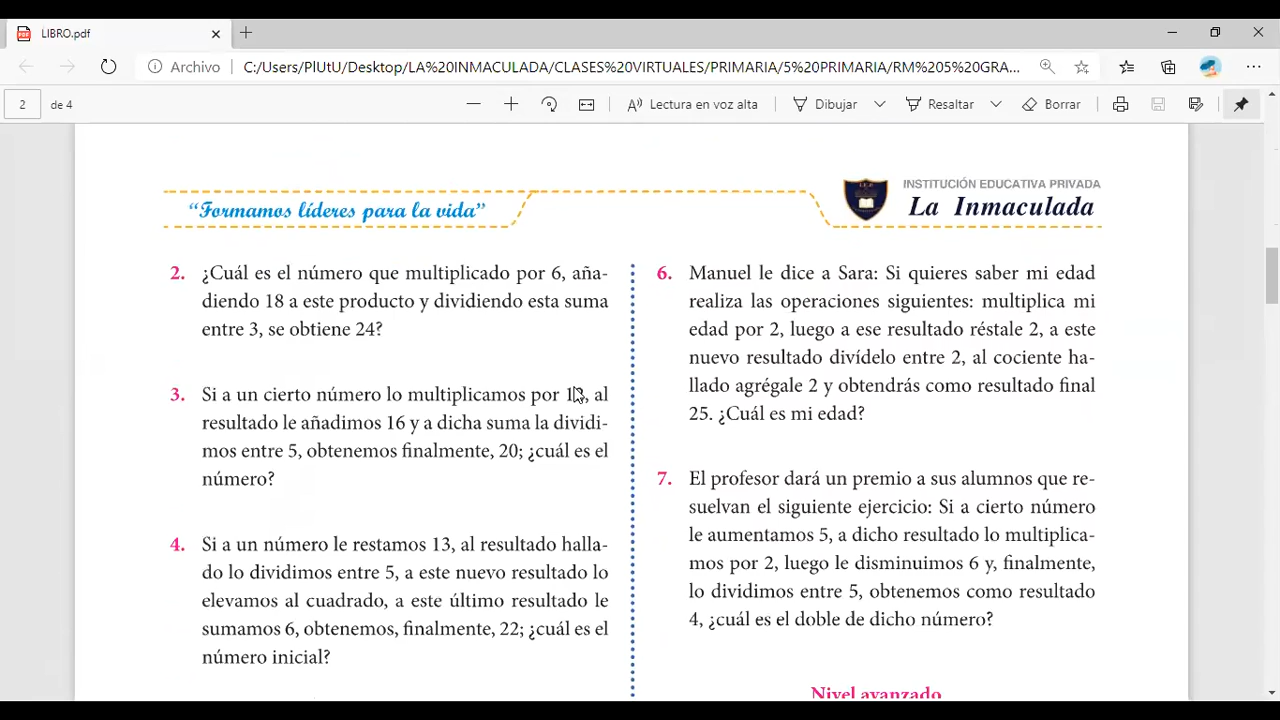 LIBRO.pdf
Archivo
C:/Users/PlUtU/Desktop/LA%20INMACULADA/CLASES%20VIRTUALES/PRIMARIA/5%20PRIMARIA/RM%205%20GRA...
2 de 4
Lectura en voz alta
Dibujar
Resaltar
Borrar
“Formamos líderes para la vida”
INSTITUCIÓN EDUCATIVA PRIVADA
La Inmaculada
2. ¿Cuál es el número que multiplicado por 6, aña-
diendo 18 a este producto y dividiendo esta suma
entre 3, se obtiene 24?
3. Si a un cierto número lo multiplicamos por al
resultado le añadimos 16 y a dicha suma la dividi-
mos entre 5, obtenemos finalmente, 20; ¿cuál es el
número?
4. Si a un número le restamos 13, al resultado halla-
do lo dividimos entre 5, a este nuevo resultado lo
elevamos al cuadrado, a este último resultado le
sumamos 6, obtenemos, finalmente, 22; ¿cuál es el
número inicial?
6. Manuel le dice a Sara: Si quieres saber mi edad
realiza las operaciones siguientes: multiplica mi
edad por 2, luego a ese resultado réstale 2, a este
nuevo resultado divídelo entre 2, al cociente ha-
llado agrégale 2 y obtendrás como resultado final
25. ¿Cuál es mi edad?
7. El profesor dará un premio a sus alumnos que re-
suelvan el siguiente ejercicio: Si a cierto número
le aumentamos 5, a dicho resultado lo multiplica-
mos por 2, luego le disminuimos 6 y, finalmente,
lo dividimos entre 5, obtenemos como resultado
4, ¿cuál es el doble de dicho número?
Nivel avanzado